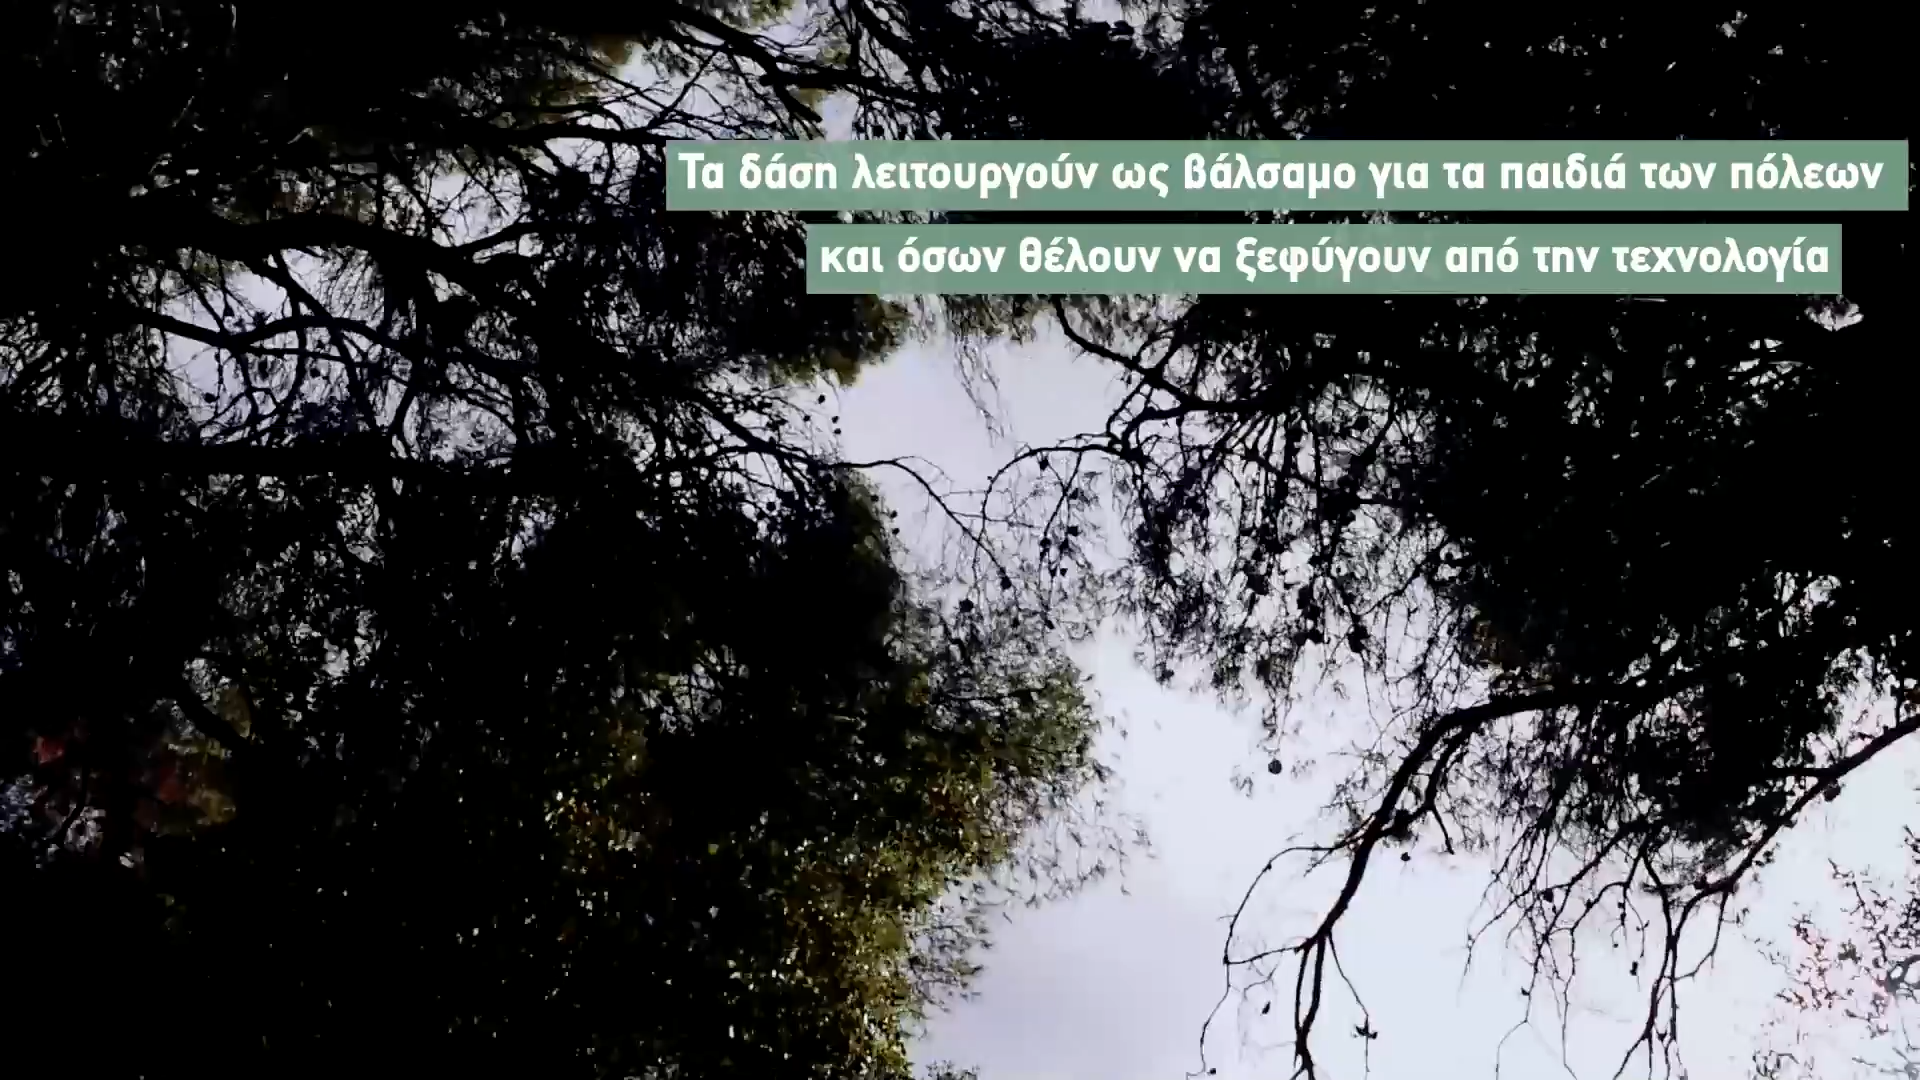 Τα δάση λειτουργούν ως βάλσαμο για τα παιδιά των πόλεων
και όσων θέλουν να ξεφύγουν από την τεχνολογία